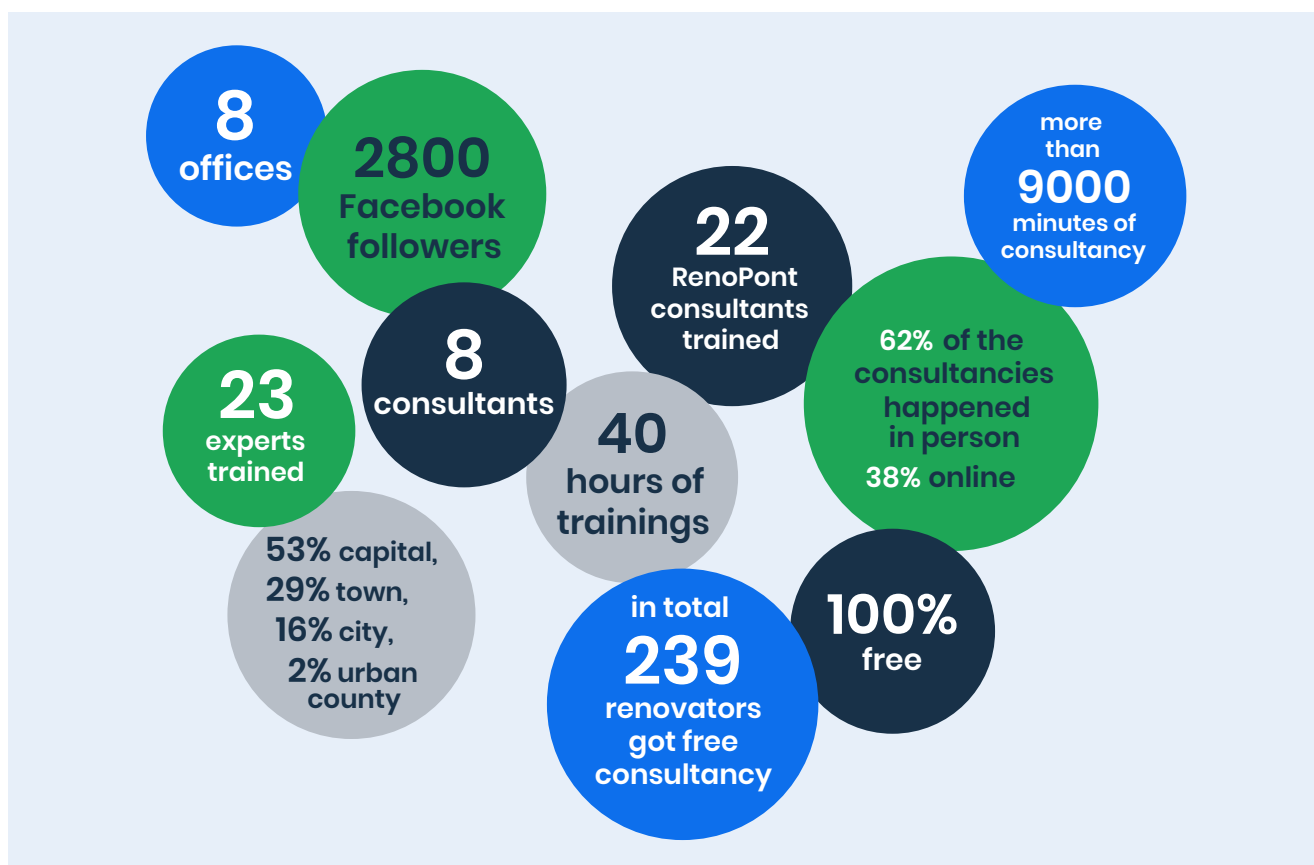 8
offices
2800
Facebook
followers
more
than
9000
minutes of
consultancy
22
RenoPont
consultants
trained
8
consultants
62% of the
consultancies
happened
in person
38% online
23
experts
trained
40
hours of
trainings
53% capital,
29% town,
16% city,
2% urban
county
in total
239
renovators
got free
consultancy
100%
free